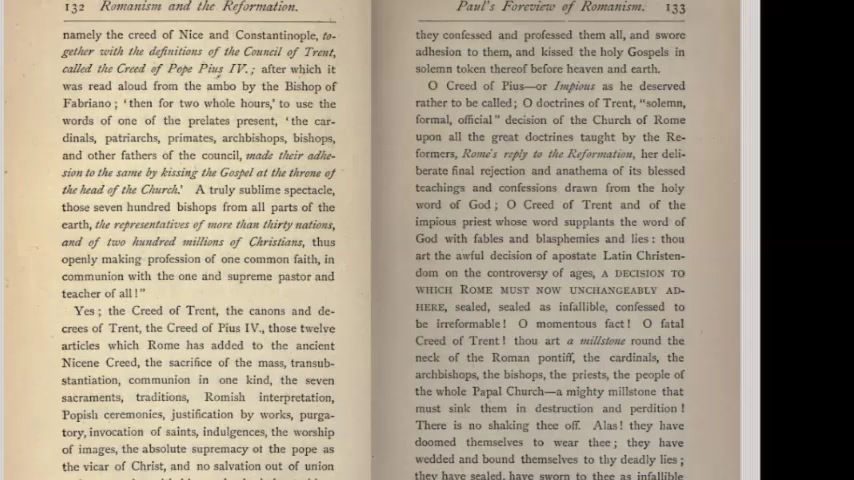 132 Romanism and the Reformation.
namely the creed of Nice and Constantinople, to-
gether with the definitions of the Council of Trent,
called the Creed of Pope Pius IV.; after which it
was read aloud from the ambo by the Bishop of
Fabriano; 'then for two whole hours,' to use the
words of one of the prelates present, 'the car-
dinals, patriarchs, primates, archbishops, bishops,
and other fathers of the council, made their adhe-
sion to the same by kissing the Gospel at the throne of
the head of the Church.' A truly sublime spectacle,
those seven hundred bishops from all parts of the
earth, the representatives of more than thirty nations,
and of two hundred millions of Christians, thus
openly making profession of one common faith, in
communion with the one and supreme pastor and
teacher of all!"
Yes; the Creed of Trent, the canons and de-
crees of Trent, the Creed of Pius IV., those twelve
articles which Rome has added to the ancient
Nicene Creed, the sacrifice of the mass, transub-
stantiation, communion in one kind, the seven
sacraments, traditions, Romish interpretation,
Popish ceremonies, justification by works, purga-
tory, invocation of saints, indulgences, the worship
of images, the absolute supremacy of the pope as
the vicar of Christ, and no salvation out of union
Paul's Foreview of Romanism. 133
they confessed and professed them all, and swore
adhesion to them, and kissed the holy Gospels in
solemn token thereof before heaven and earth.
O Creed of Pius—or Impious as he deserved
rather to be called; O doctrines of Trent, "solemn,
formal, official" decision of the Church of Rome
upon all the great doctrines taught by the Re-
formers, Rome's reply to the Reformation, her deli-
berate final rejection and anathema of its blessed
teachings and confessions drawn from the holy
word of God; O Creed of Trent and of the
impious priest whose word supplants the word of
God with fables and blasphemies and lies: thou
art the awful decision of apostate Latin Christen-
dom on the controversy of ages, A DECISION TO
WHICH ROME MUST NOW UNCHANGEABLY AD-
HERE, sealed, sealed as infallible, confessed to
be irreformable! O momentous fact! O fatal
Creed of Trent! thou art a millstone round the
neck of the Roman pontiff, the cardinals, the
archbishops, the bishops, the priests, the people of
the whole Papal Church—a mighty millstone that
must sink them in destruction and perdition!
There is no shaking thee off. Alas! they have
doomed themselves to wear thee; they have
wedded and bound themselves to thy deadly lies;
they have sealed, have sworn to thee as infallible